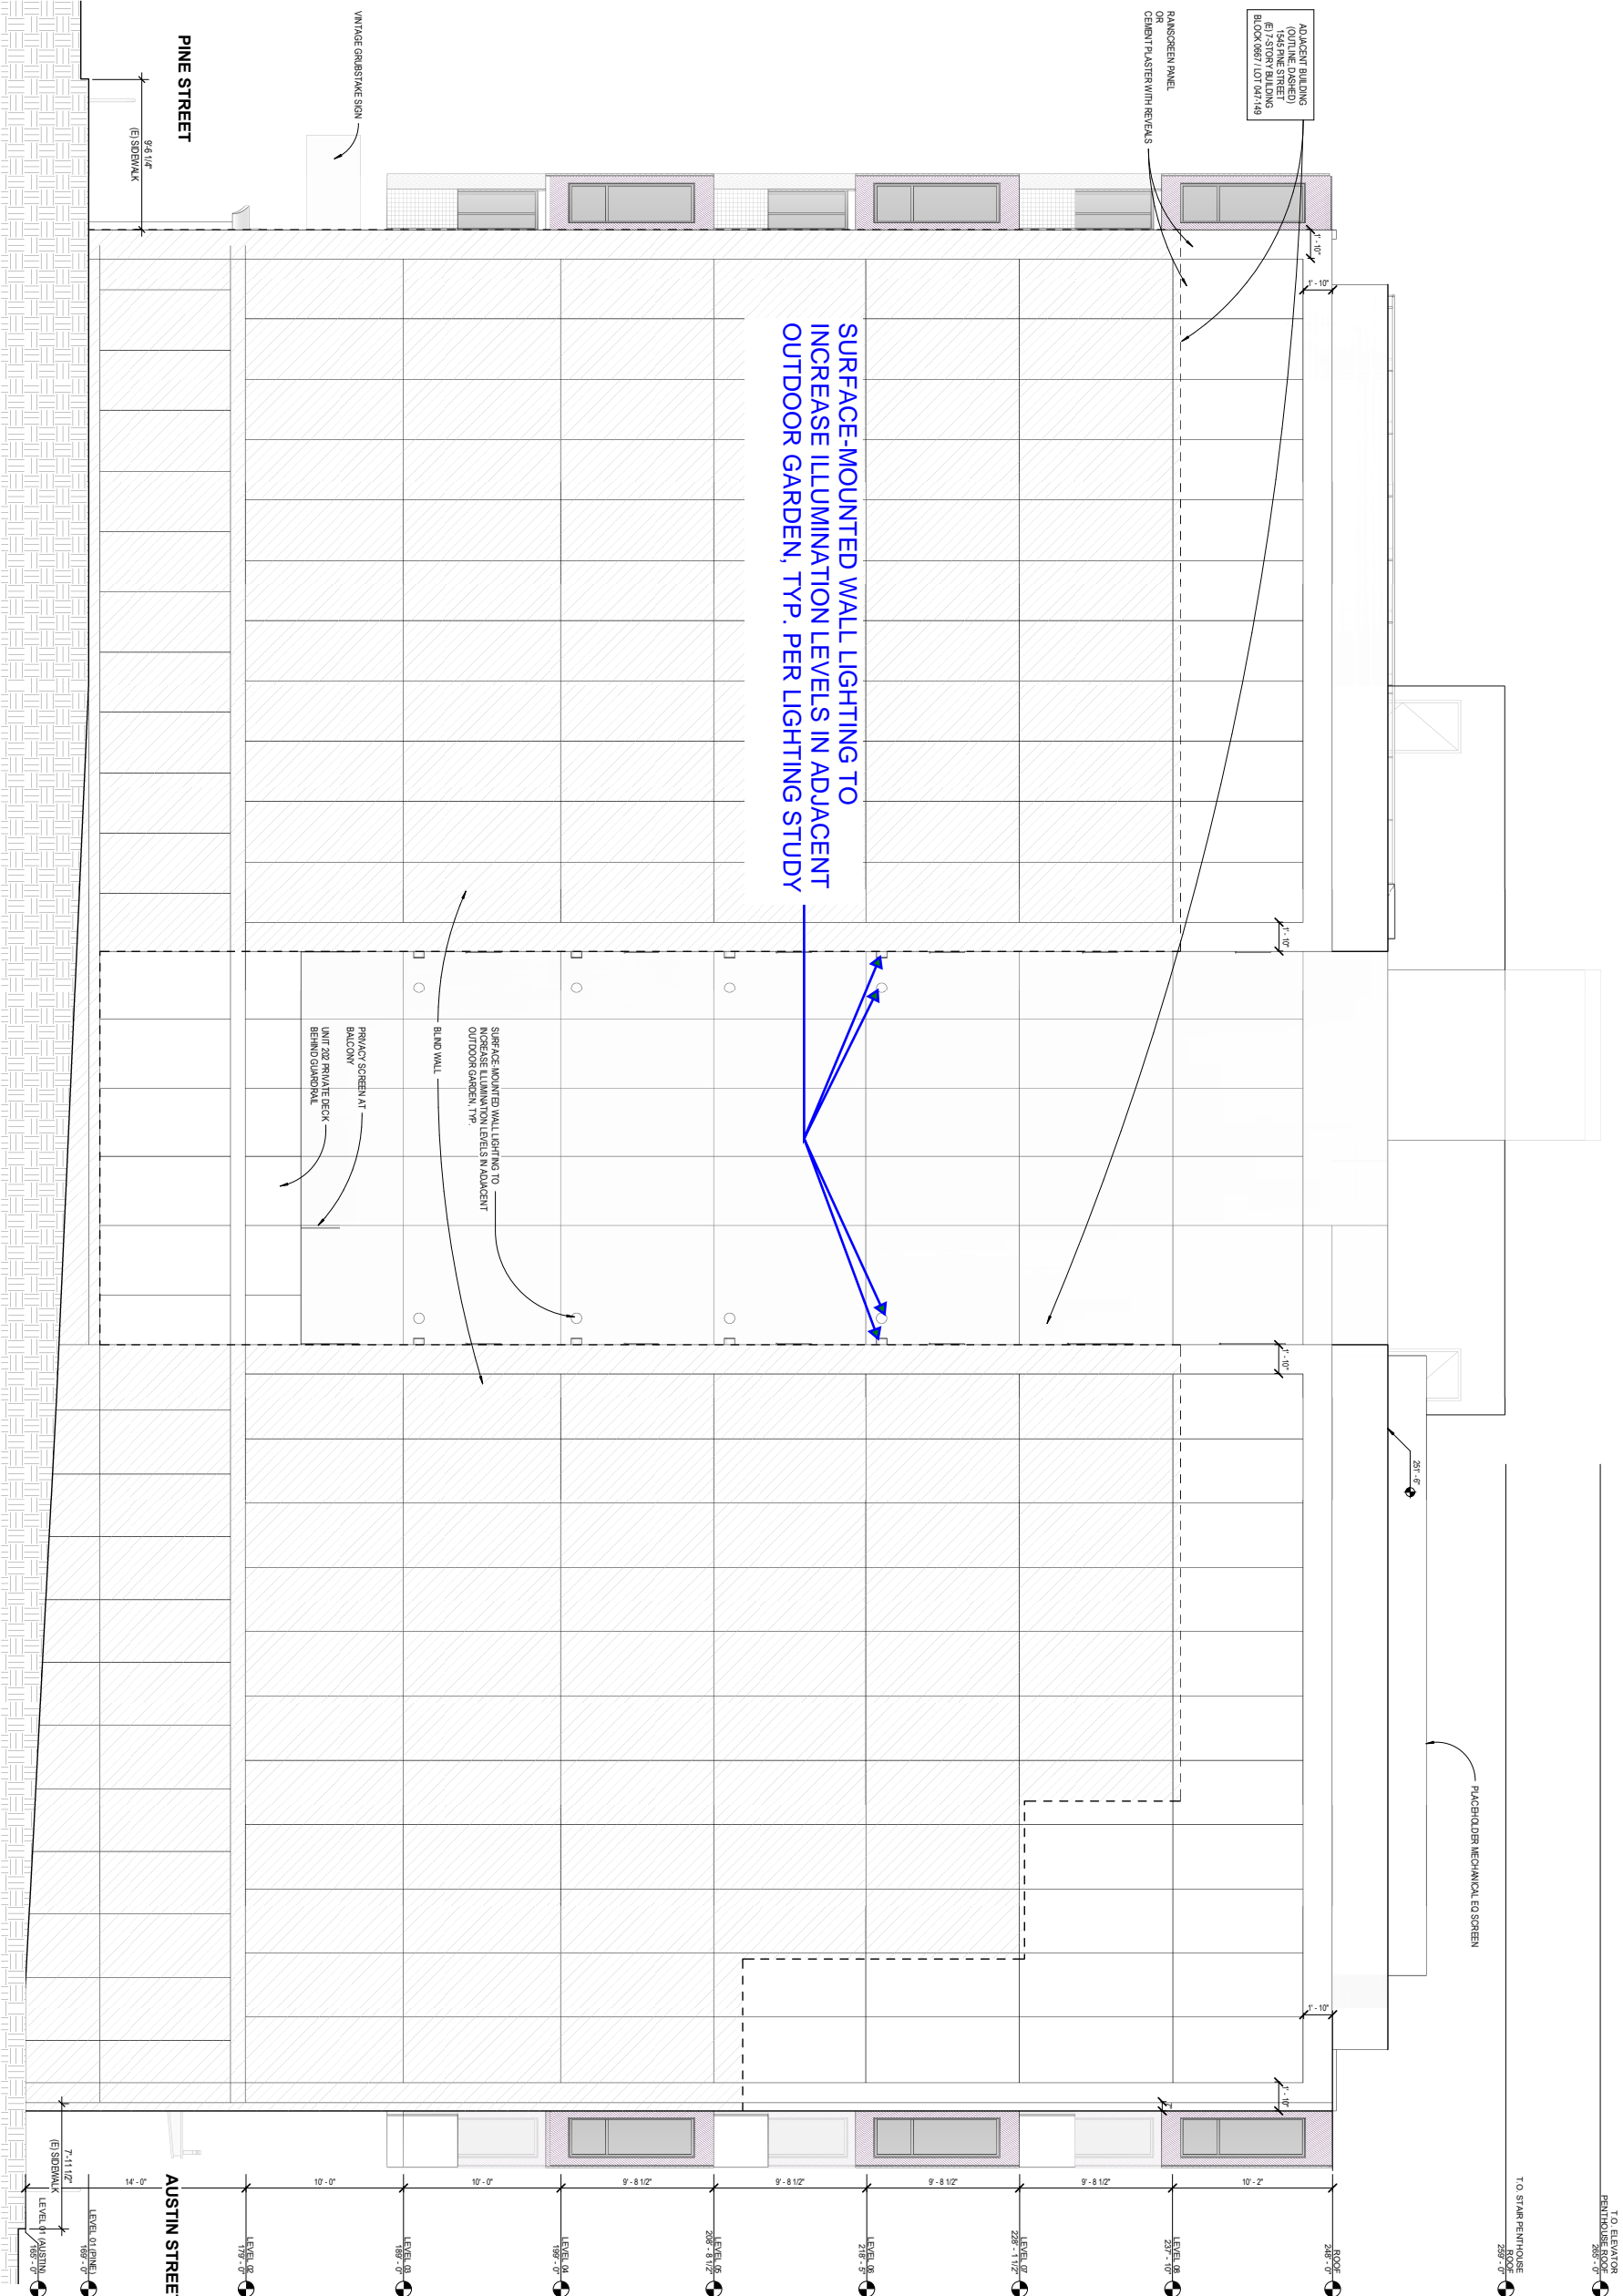 ADJACENT BUILDING
(OUTLINE, DASHED)
1545 PINE STREET
(E) 7-STORY BUILDING
BLOCK 0667 / LOT 047-149
RAINSCREEN PANEL
OR
CEMENT PLASTER WITH REVEALS
VINTAGE GRUBSTAKE SIGN
PINE STREET
9'-6 1/4"
(E) SIDEWALK
1' - 10"
1' - 10"
SURFACE-MOUNTED WALL LIGHTING TO
INCREASE ILLUMINATION LEVELS IN ADJACENT
OUTDOOR GARDEN, TYP. PER LIGHTING STUDY
1' - 10"
SURFACE-MOUNTED WALL LIGHTING TO
INCREASE ILLUMINATION LEVELS IN ADJACENT
OUTDOOR GARDEN, TYP.
BLIND WALL
PRIVACY SCREEN AT
BALCONY
UNIT 202 PRIVATE DECK
BEHIND GUARDRAIL
1' - 10"
251' - 6"
PLACEHOLDER MECHANICAL EQ SCREEN
1' - 10"
1' - 10"
7"
7'-11 1/2"
(E) SIDEWALK
AUSTIN STREET
10' - 2"
9' - 8 1/2"
9' - 8 1/2"
9' - 8 1/2"
9' - 8 1/2"
10' - 0"
10' - 0"
14' - 0"
T.O. ELEVATOR
PENTHOUSE ROOF
265' - 0"
T.O. STAIR PENTHOUSE
ROOF
259' - 0"
ROOF
248' - 0"
LEVEL 08
237' - 10"
LEVEL 07
228' - 1 1/2"
LEVEL 06
218' - 5"
LEVEL 05
208' - 8 1/2"
LEVEL 04
199' - 0"
LEVEL 03
189' - 0"
LEVEL 02
179' - 0"
LEVEL 01 (PINE)
169' - 0"
LEVEL 01 (AUSTIN)
165' - 0"